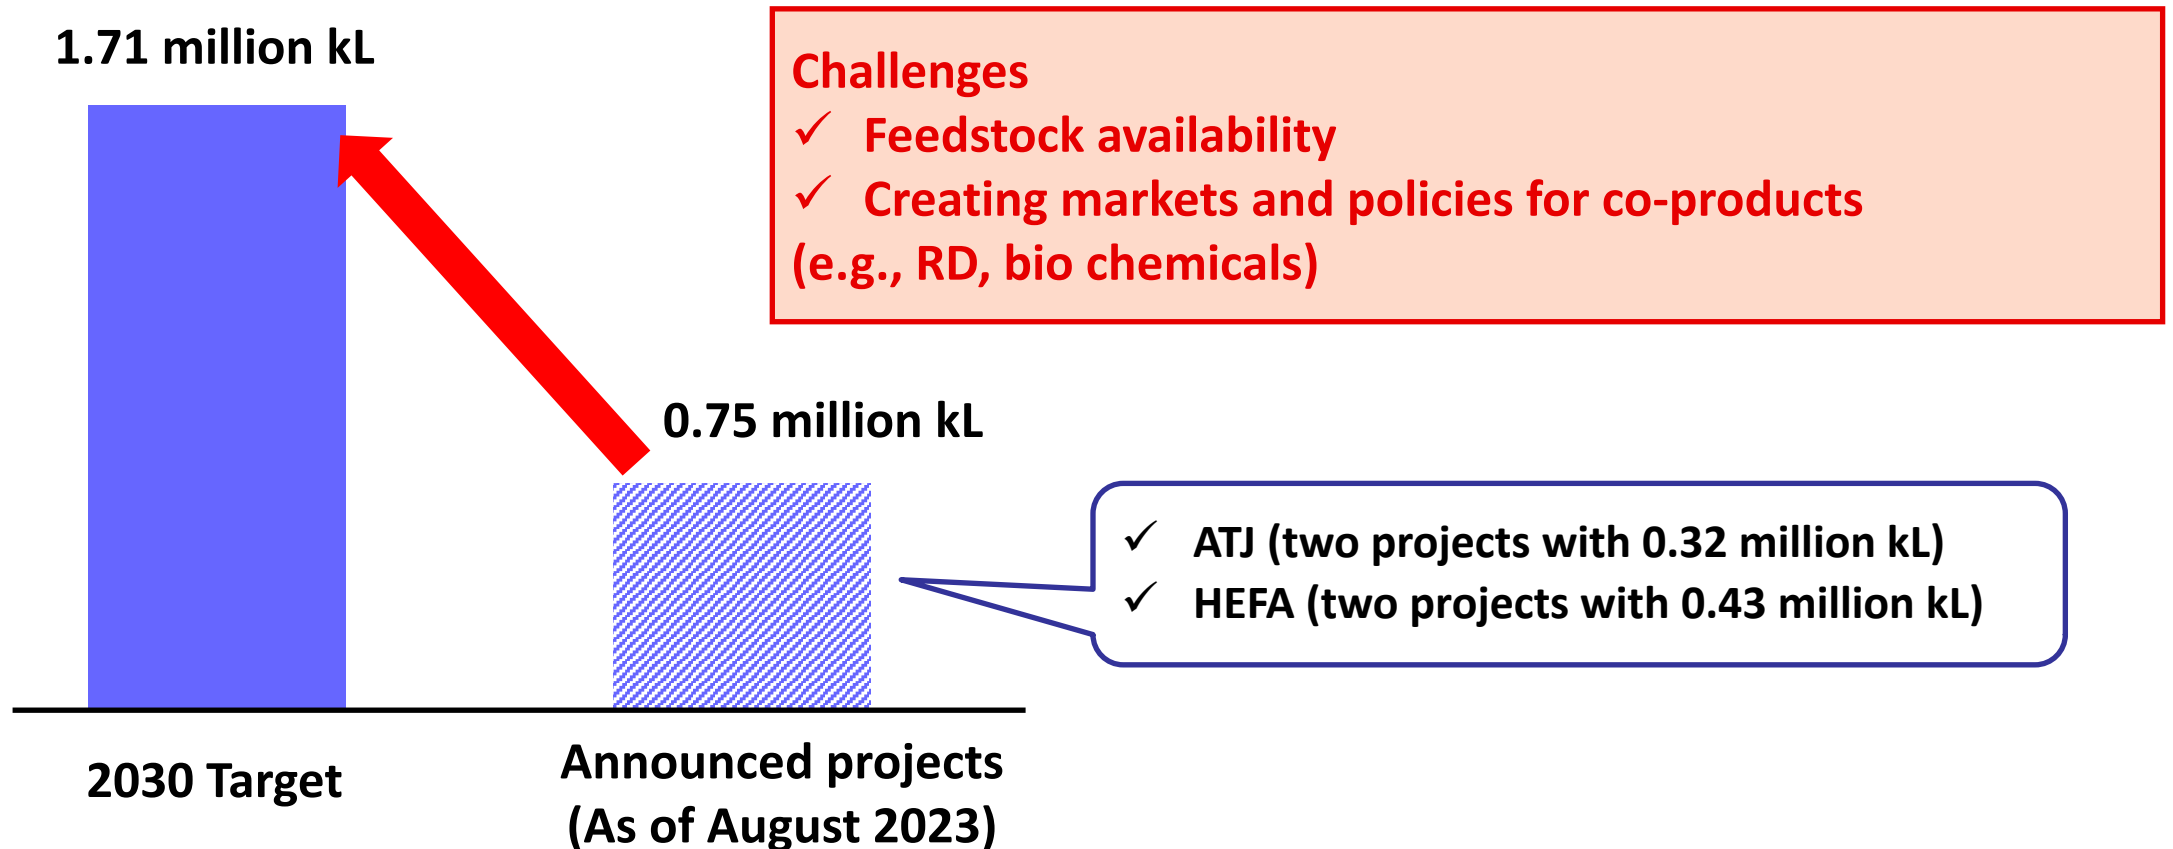 1.71 million kL
Challenges
✓ Feedstock availability
✓ Creating markets and policies for co-products
(e.g., RD, bio chemicals)
0.75 million kL
✓ ATJ (two projects with 0.32 million kL)
✓ HEFA (two projects with 0.43 million kL)
2030 Target
Announced projects
(As of August 2023)